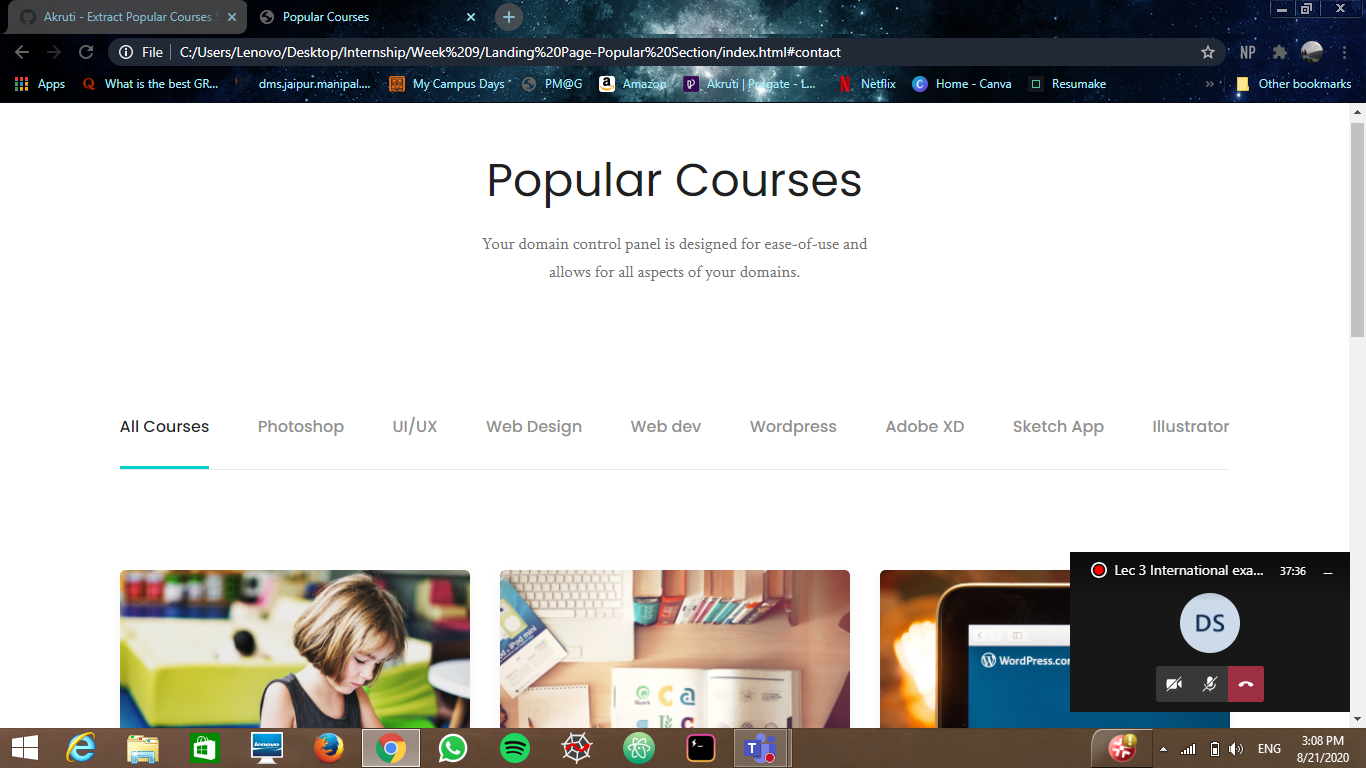 Akruti - Extract Popular Courses S
Popular Courses
File
C:/Users/Lenovo/Desktop/Internship/Week%209/Landing%20Page-Popular%20Section/index.html#contact
NP
Apps
What is the best GR...
dms.jaipur.manipal....
My Campus Days
PM@G
Amazon
Akruti | Progate - L...
Netflix
Home - Canva
Resumake
»
Other bookmarks
Popular Courses
Your domain control panel is designed for ease-of-use and
allows for all aspects of your domains.
All Courses
Photoshop
UI/UX
Web Design
Web dev
Wordpress
Adobe XD
Sketch App
Illustrator
WordPress.com
Lec 3 International exa...
37:36
DS
ENG
3:08 PM
8/21/2020